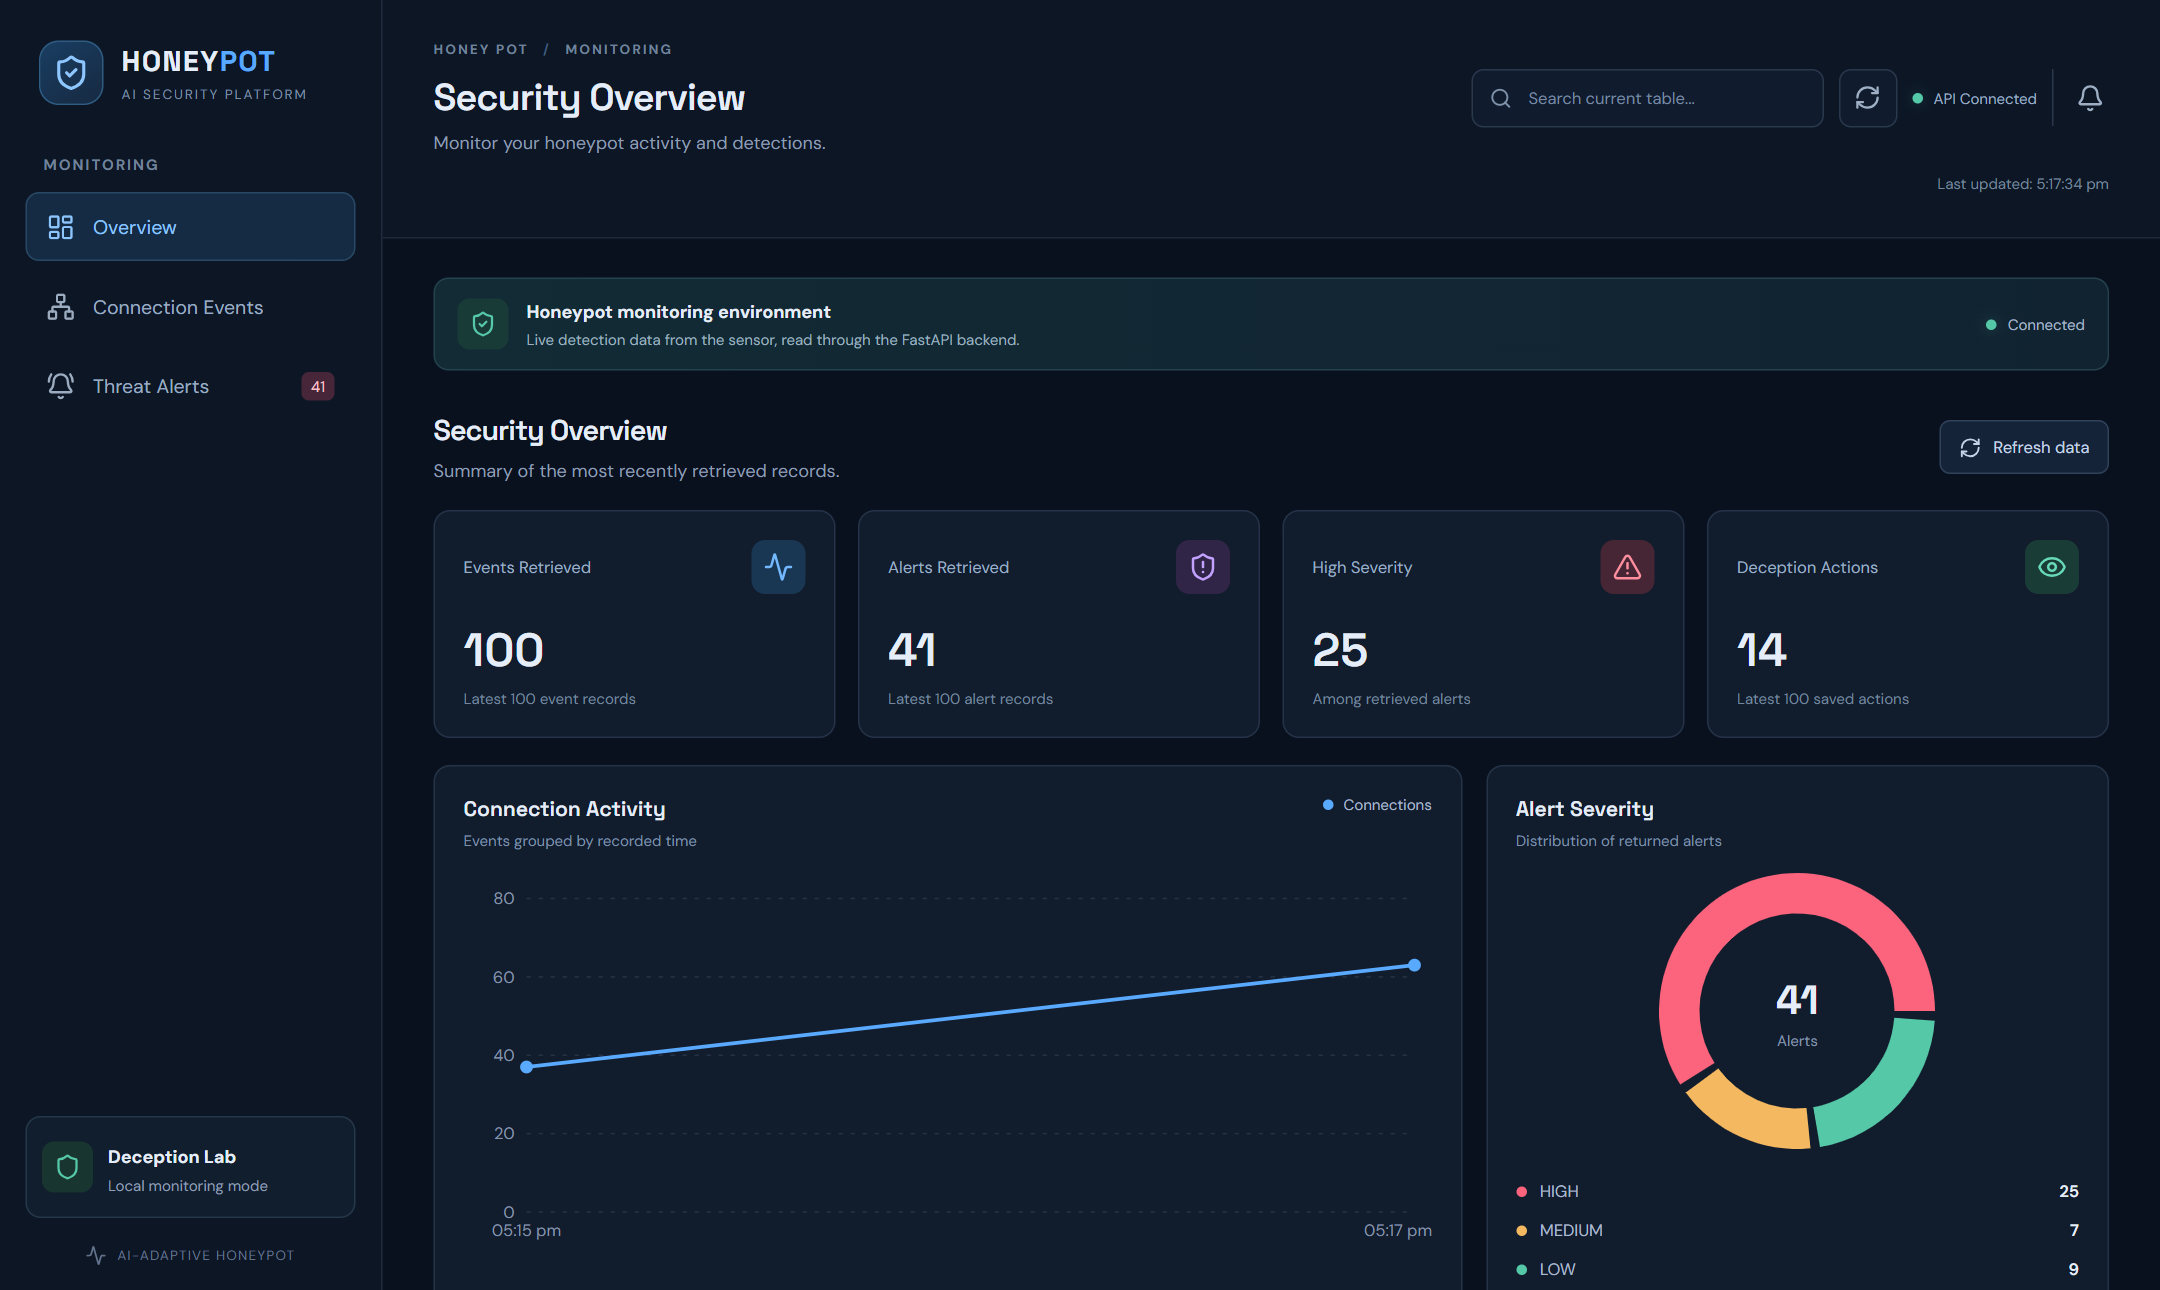 HONEYPOT
AI SECURITY PLATFORM
MONITORING
Overview
Connection Events
Threat Alerts 41
Deception Lab
Local monitoring mode
AI-ADAPTIVE HONEYPOT
HONEY POT / MONITORING
Security Overview
Monitor your honeypot activity and detections.
Search current table...
API Connected
Last updated: 5:17:34 pm
Honeypot monitoring environment
Live detection data from the sensor, read through the FastAPI backend.
Connected
Security Overview
Summary of the most recently retrieved records.
Refresh data
Events Retrieved
100
Latest 100 event records
Alerts Retrieved
41
Latest 100 alert records
High Severity
25
Among retrieved alerts
Deception Actions
14
Latest 100 saved actions
Connection Activity
Events grouped by recorded time
Connections
80
60
40
20
0
05:15 pm 05:17 pm
Alert Severity
Distribution of returned alerts
41
Alerts
HIGH 25
MEDIUM 7
LOW 9